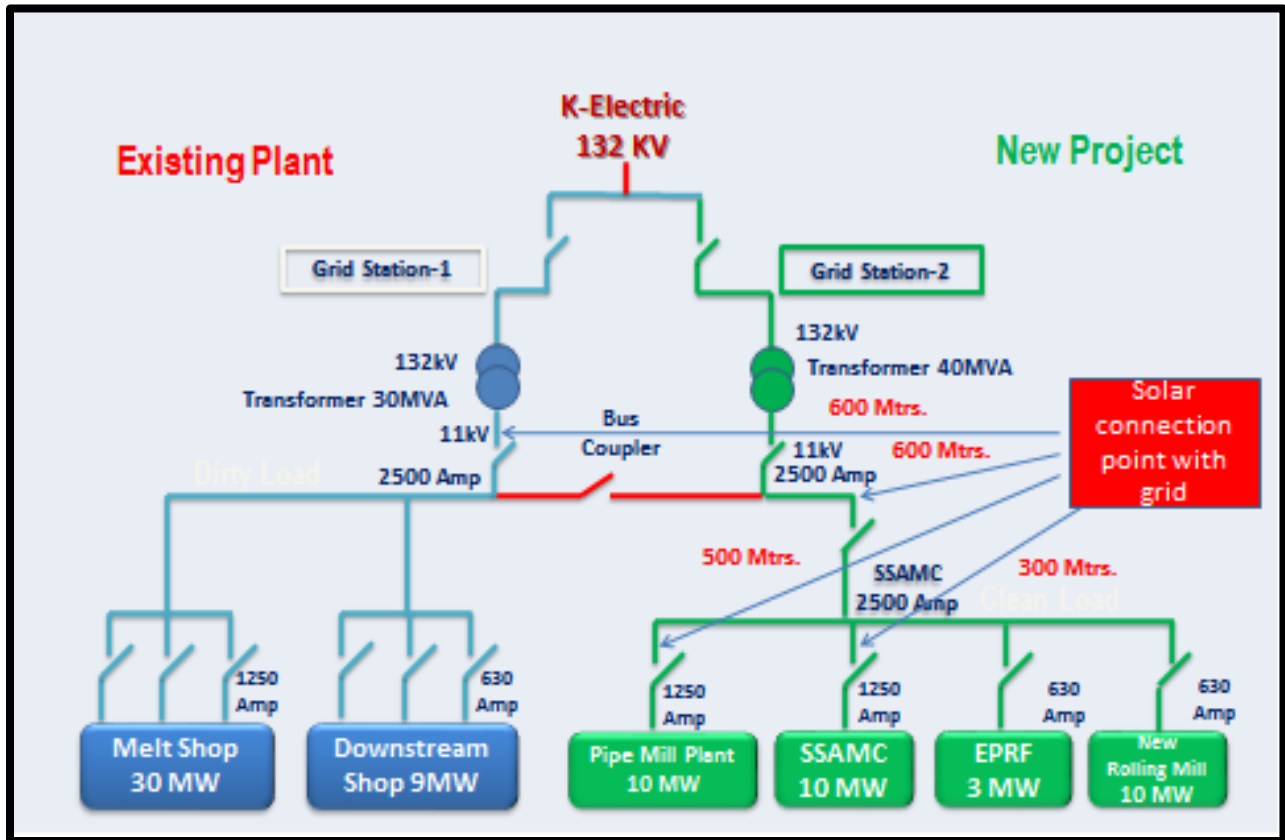 K-Electric
132 KV
Existing Plant
New Project
Grid Station-1
Grid Station-2
132kV
Transformer 30MVA
11kV
2500 Amp
132kV
Transformer 40MVA
600 Mtrs.
Bus
Coupler
11kV
2500 Amp
600 Mtrs.
Solar
connection
point with
grid
Dirty Load
500 Mtrs.
300 Mtrs.
SSAMC
2500 Amp
Clean Load
1250
Amp
630
Amp
1250
Amp
1250
Amp
630
Amp
630
Amp
Melt Shop
30 MW
Downstream
Shop 9MW
Pipe Mill Plant
10 MW
SSAMC
10 MW
EPRF
3 MW
New
Rolling Mill
10 MW